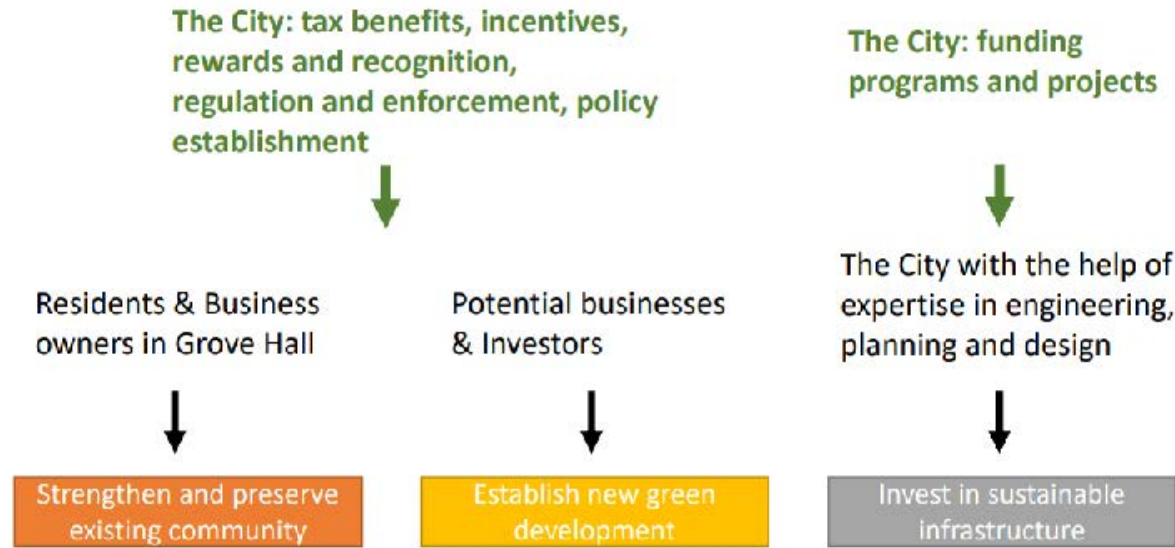 The City: tax benefits, incentives,
rewards and recognition,
regulation and enforcement, policy
establishment
The City: funding
programs and projects
Residents & Business
owners in Grove Hall
Potential businesses
& Investors
The City with the help of
expertise in engineering,
planning and design
Strengthen and preserve
existing community
Establish new green
development
Invest in sustainable
infrastructure